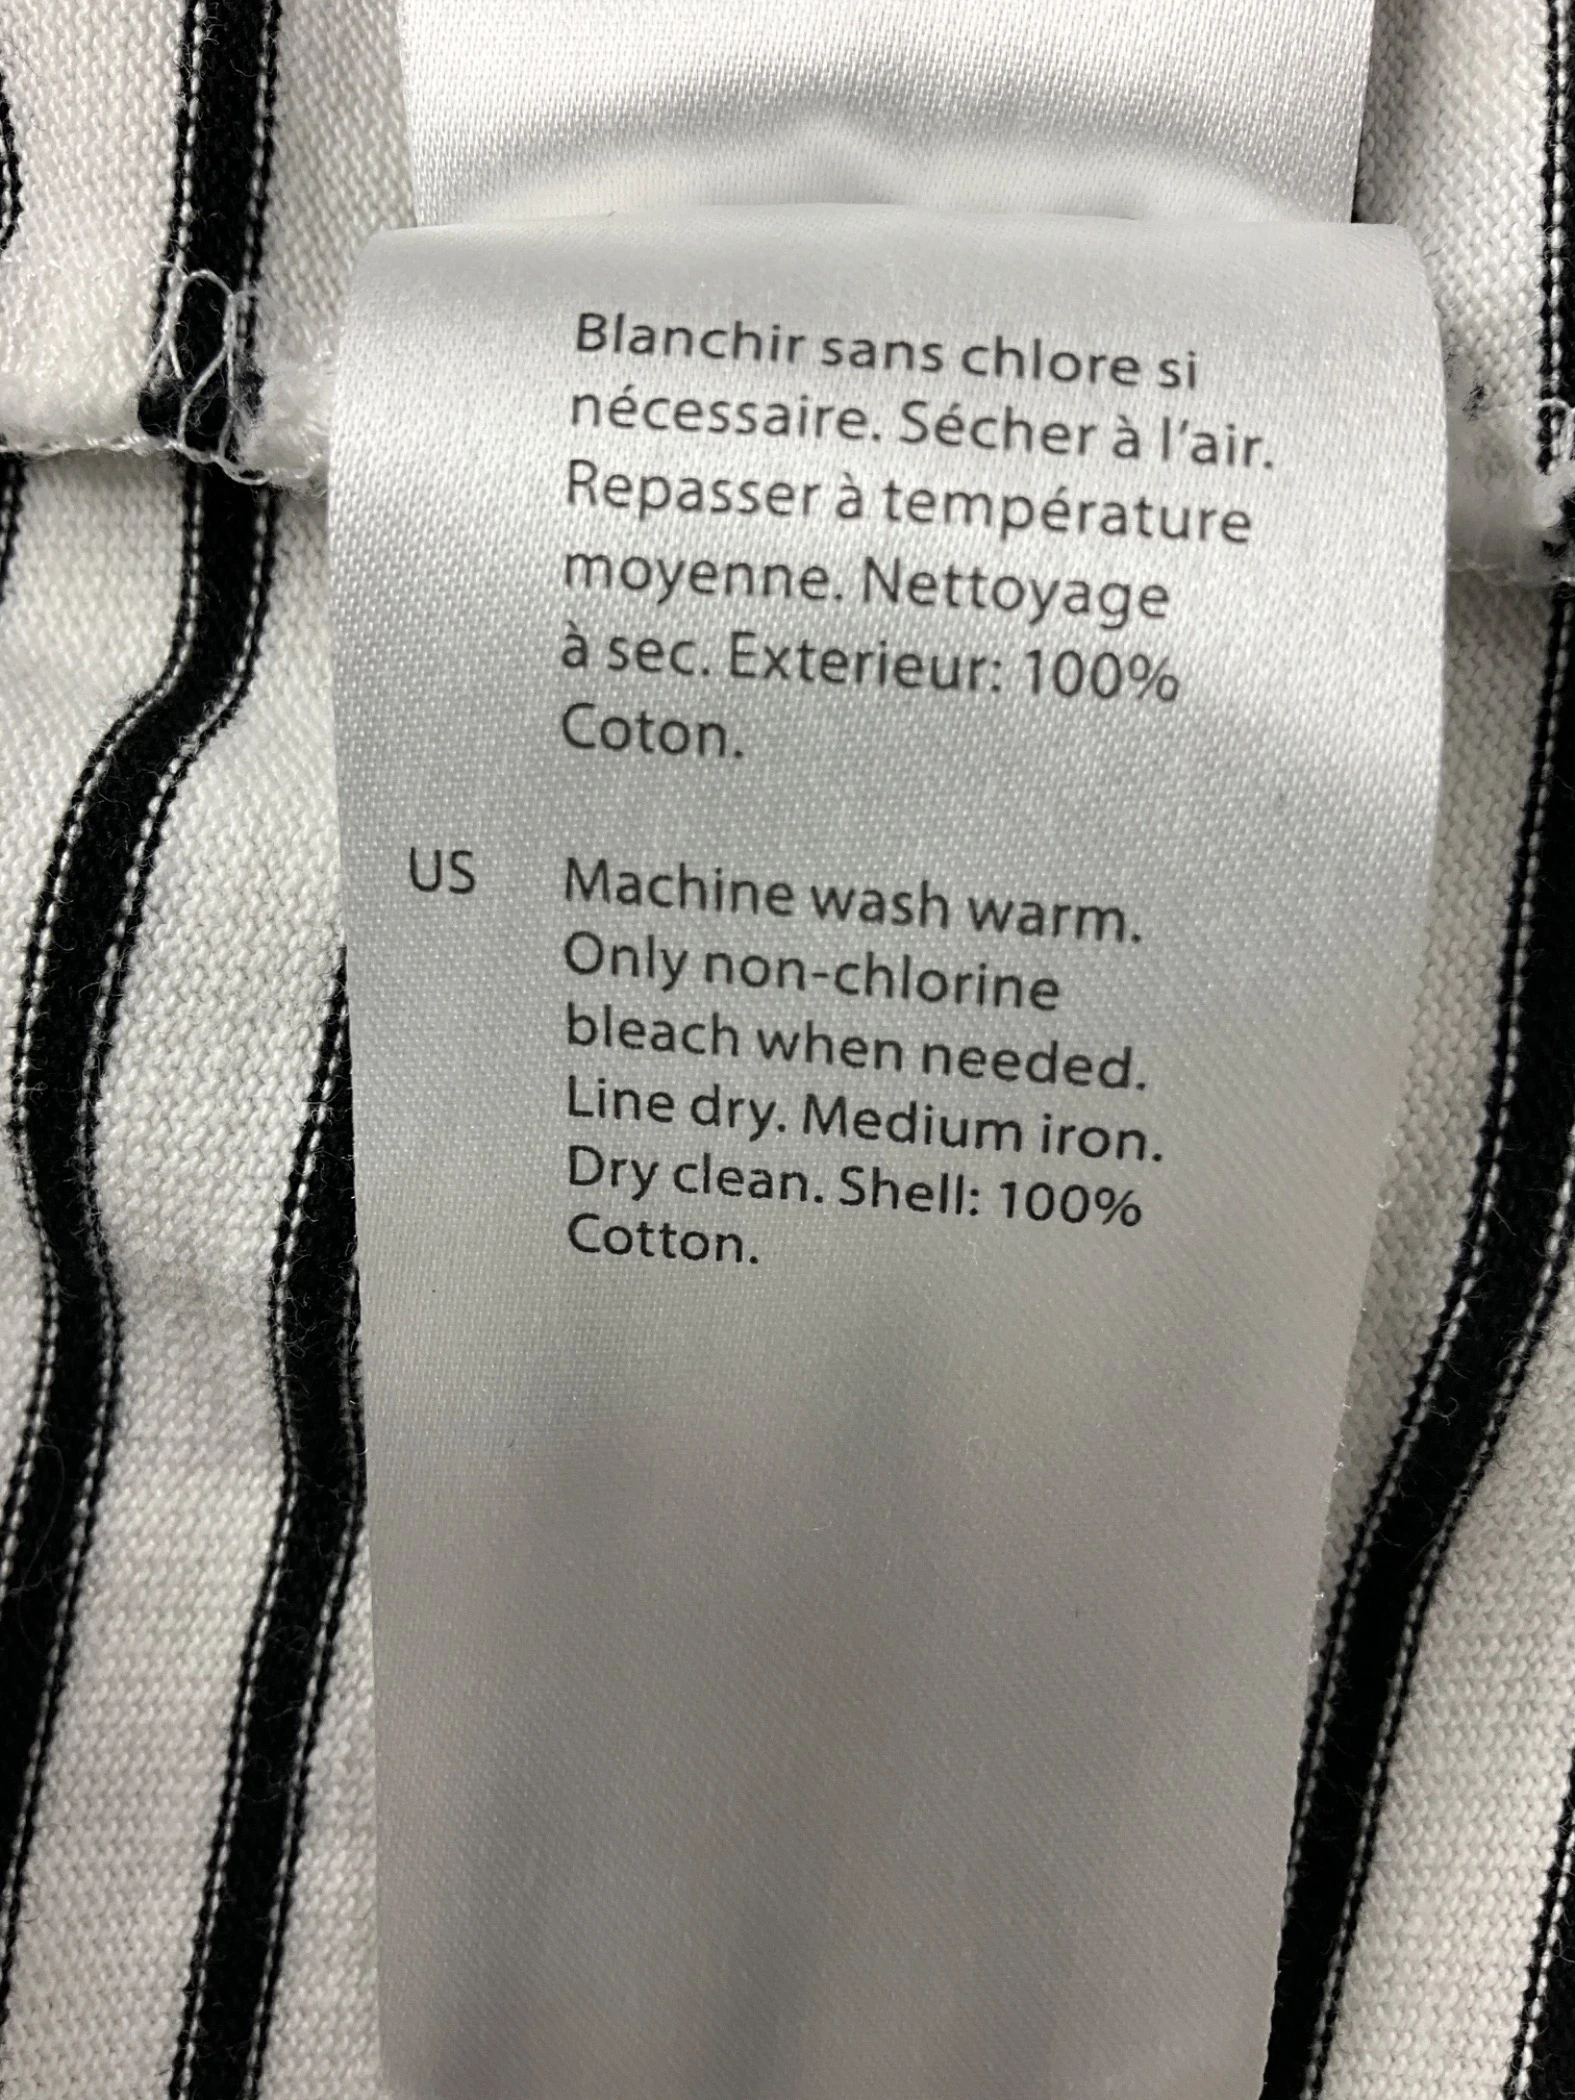 Blanchir sans chlore si
nécessaire. Sécher à l'air.
Repasser à température
moyenne. Nettoyage
à sec. Exterieur: 100%
Coton.
US Machine wash warm.
Only non-chlorine
bleach when needed.
Line dry. Medium iron.
Dry clean. Shell: 100%
Cotton.